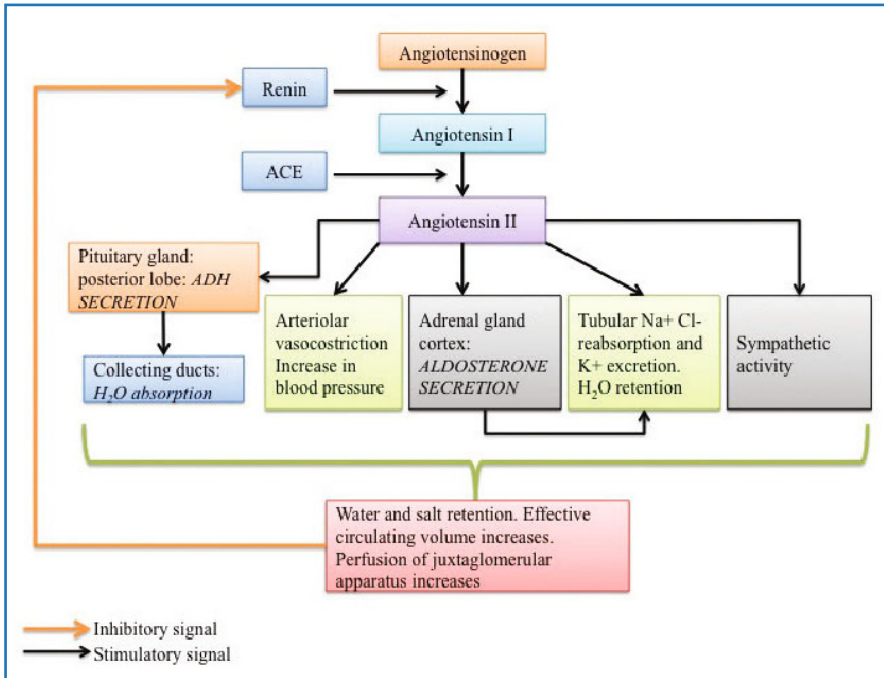 Angiotensinogen
Renin
Angiotensin I
ACE
Angiotensin II
Pituitary gland:
posterior lobe: ADH
SECRETION
Collecting ducts:
H₂O absorption
Arteriolar
vasocostriction
Increase in
blood pressure
Adrenal gland
cortex:
ALDOSTERONE
SECRETION
Tubular Na+ Cl-
reabsorption and
K+ excretion.
H₂O retention
Sympathetic
activity
Water and salt retention. Effective
circulating volume increases.
Perfusion of juxtaglomerular
apparatus increases
Inhibitory signal
Stimulatory signal